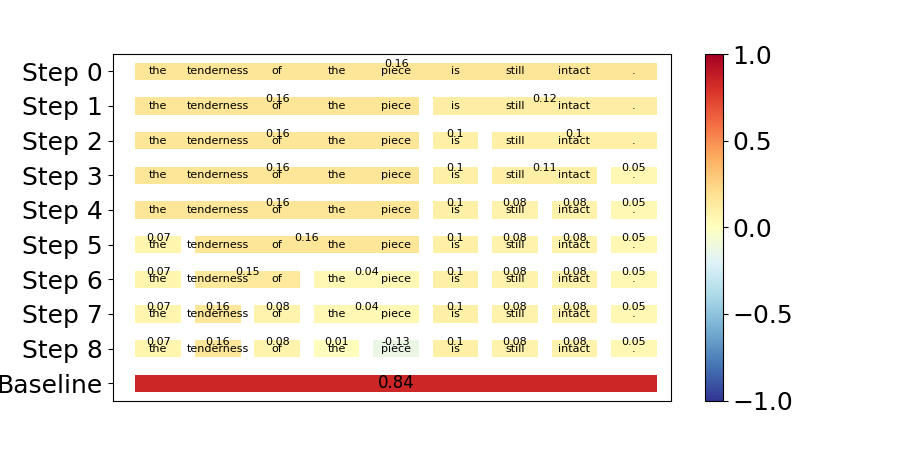 0.16
Step 0 the tenderness of the piece is still intact .
0.16 0.12
Step 1 the tenderness of the piece is still intact .
0.16 0.1 0.1
Step 2 the tenderness of the piece is still intact .
0.16 0.1 0.11 0.05
Step 3 the tenderness of the piece is still intact .
0.16 0.1 0.08 0.08 0.05
Step 4 the tenderness of the piece is still intact .
0.07 0.16 0.1 0.08 0.08 0.05
Step 5 the tenderness of the piece is still intact .
0.07 0.15 0.04 0.1 0.08 0.08 0.05
Step 6 the tenderness of the piece is still intact .
0.07 0.16 0.08 0.04 0.1 0.08 0.08 0.05
Step 7 the tenderness of the piece is still intact .
0.07 0.16 0.08 0.01 -0.13 0.1 0.08 0.08 0.05
Step 8 the tenderness of the piece is still intact .
Baseline 0.84
1.0
0.5
0.0
−0.5
−1.0